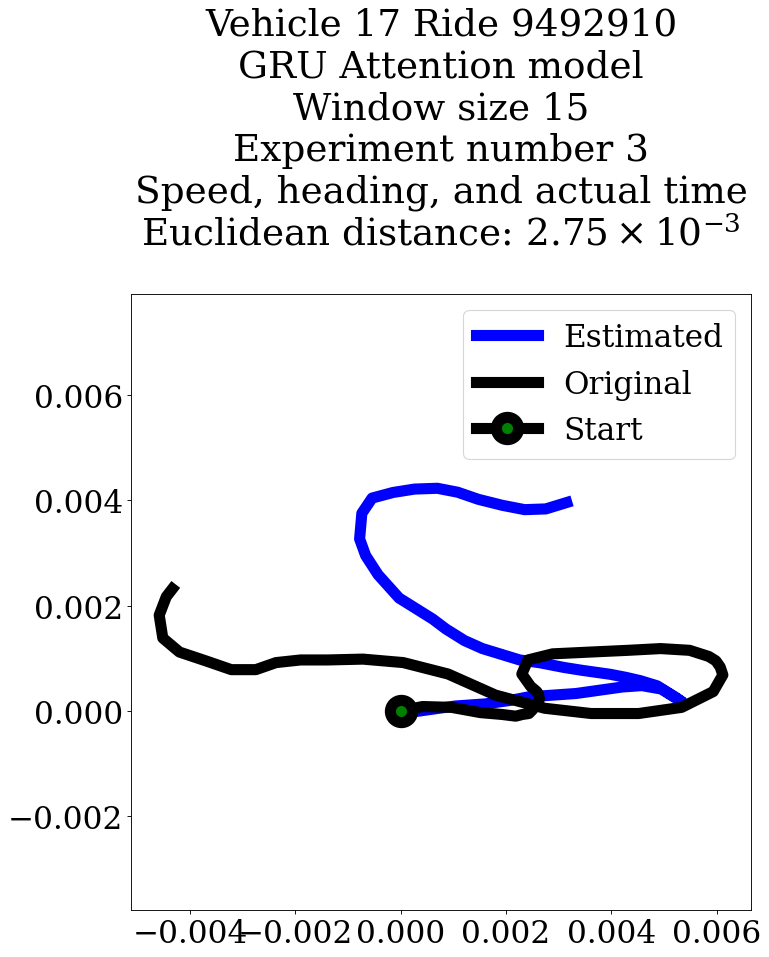 Vehicle 17 Ride 9492910
GRU Attention model
Window size 15
Experiment number 3
Speed, heading, and actual time
Euclidean distance: 2.75 × 10⁻³
Estimated
Original
Start
0.006
0.004
0.002
0.000
−0.002
−0.004 −0.002 0.000 0.002 0.004 0.006